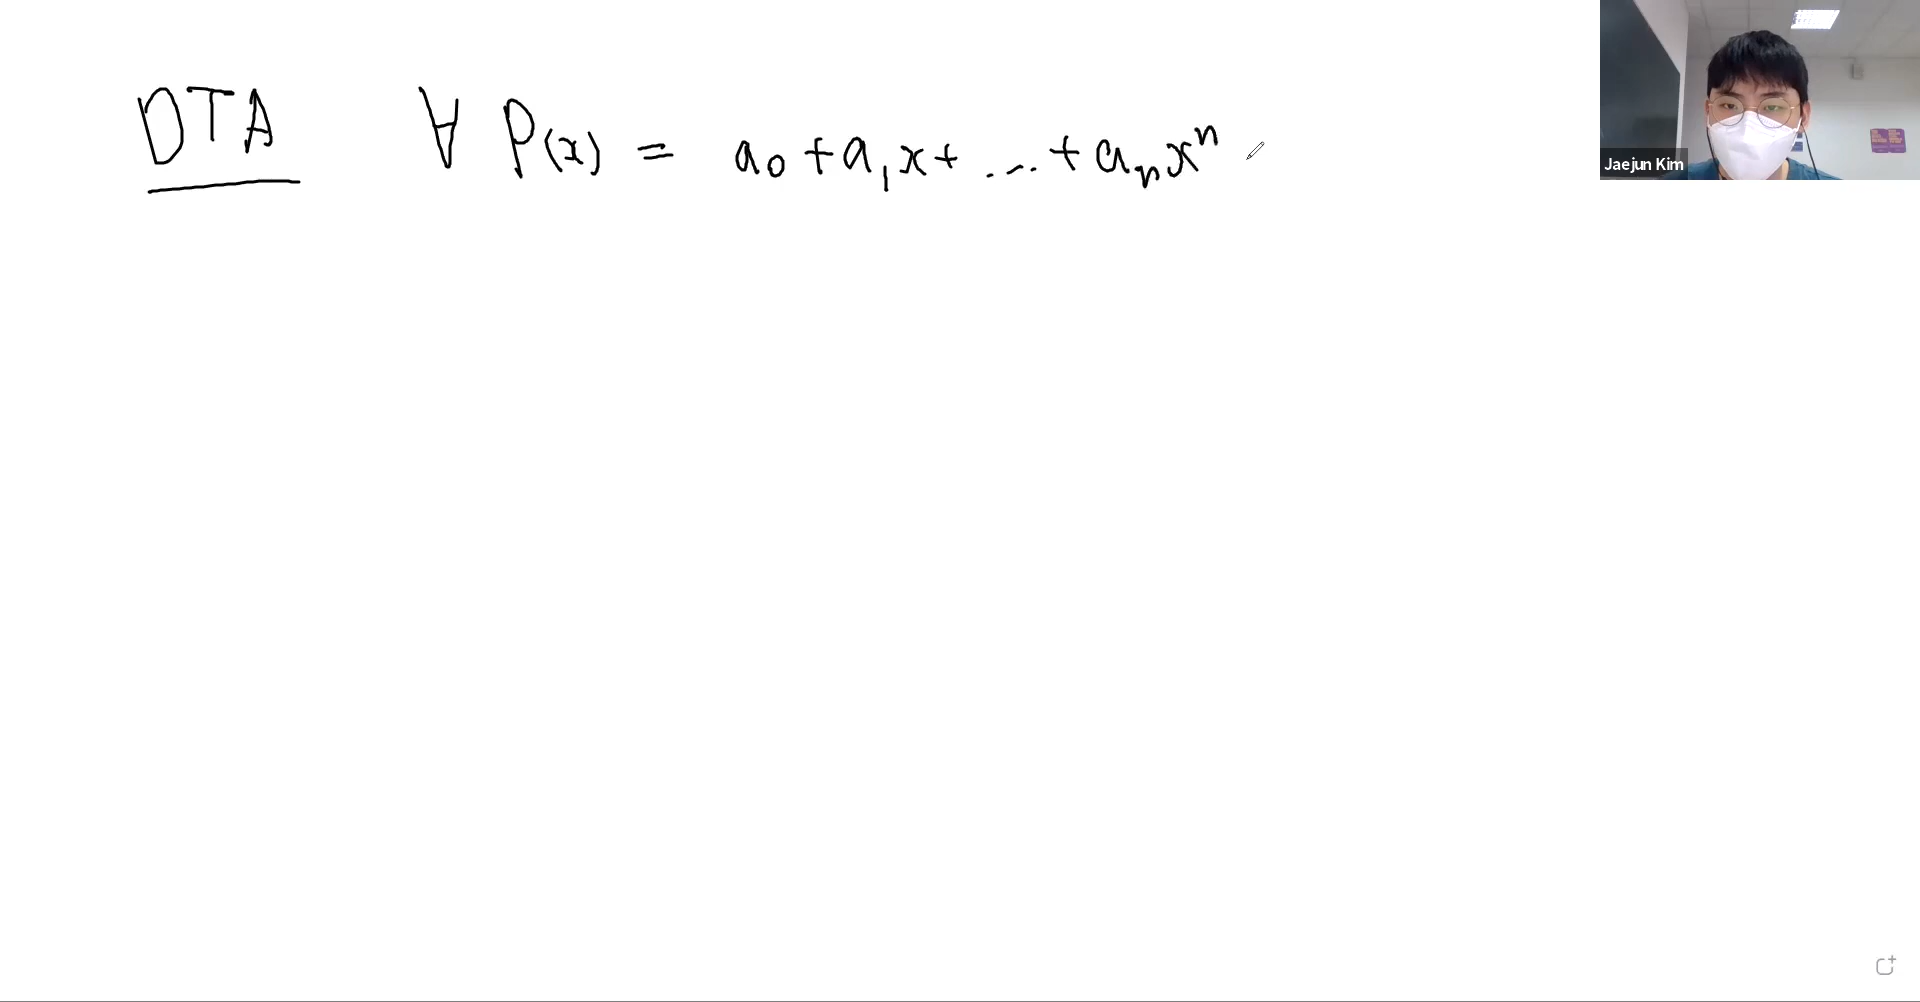 DTA ∀ P(x) = a₀ + a₁x + ... + aₙxⁿ
Jaejun Kim